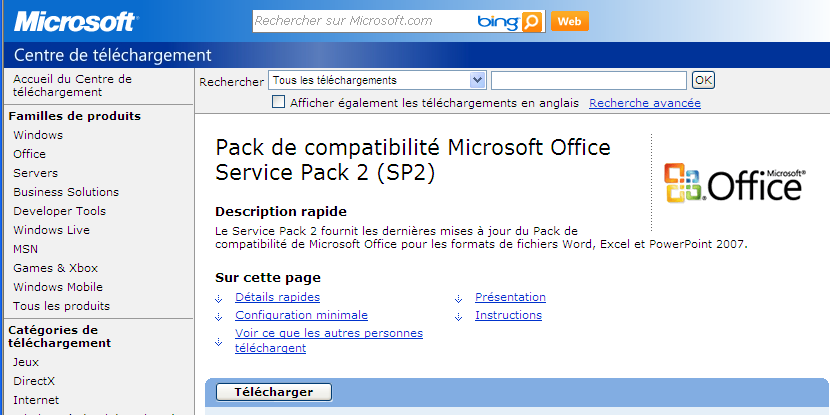 Microsoft®
Rechercher sur Microsoft.com
bing
Web
Centre de téléchargement
Accueil du Centre de
téléchargement
Familles de produits
Windows
Office
Servers
Business Solutions
Developer Tools
Windows Live
MSN
Games & Xbox
Windows Mobile
Tous les produits
Catégories de
téléchargement
Jeux
DirectX
Internet
Rechercher
Tous les téléchargements
OK
Afficher également les téléchargements en anglais
Recherche avancée
Pack de compatibilité Microsoft Office
Service Pack 2 (SP2)
Microsoft®
Office
Description rapide
Le Service Pack 2 fournit les dernières mises à jour du Pack de
compatibilité de Microsoft Office pour les formats de fichiers Word, Excel et PowerPoint 2007.
Sur cette page
Détails rapides
Présentation
Configuration minimale
Instructions
Voir ce que les autres personnes
téléchargent
Télécharger